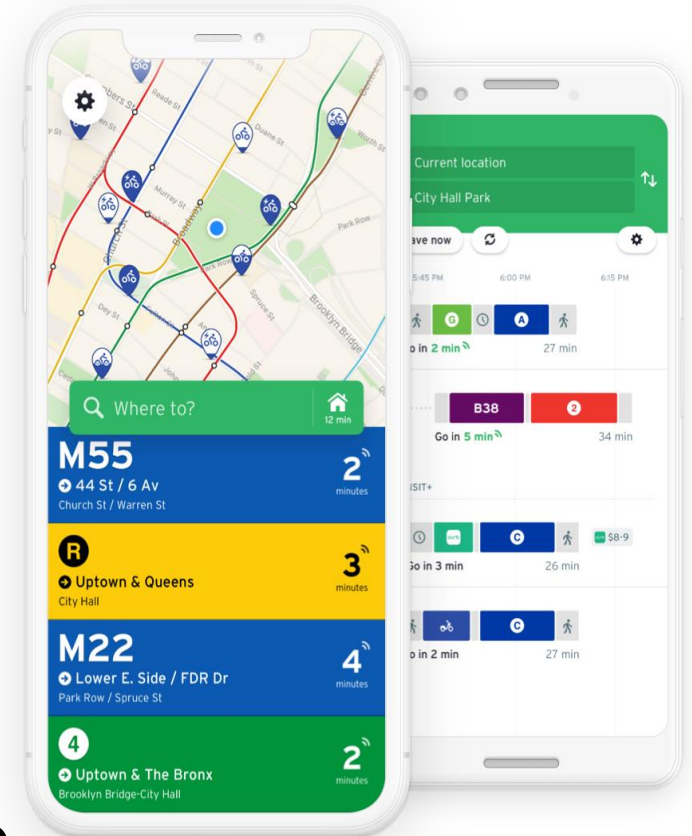 Chambers St
Reade St
Duane St
Worth St
Murray St
Park Row
Church St
Broadway
Park Row
Dey St
Spruce St
Brooklyn Bridge
Where to?
12 min
M55
44 St / 6 Av
Church St / Warren St
2
minutes
R
Uptown & Queens
City Hall
3
minutes
M22
Lower E. Side / FDR Dr
Park Row / Spruce St
4
minutes
4
Uptown & The Bronx
Brooklyn Bridge-City Hall
2
minutes
Current location
City Hall Park
ave now
5:45 PM 6:00 PM 6:15 PM
G A
o in 2 min 27 min
B38 2
Go in 5 min 34 min
SIT+
C $8-9
Go in 3 min 26 min
C
o in 2 min 27 min